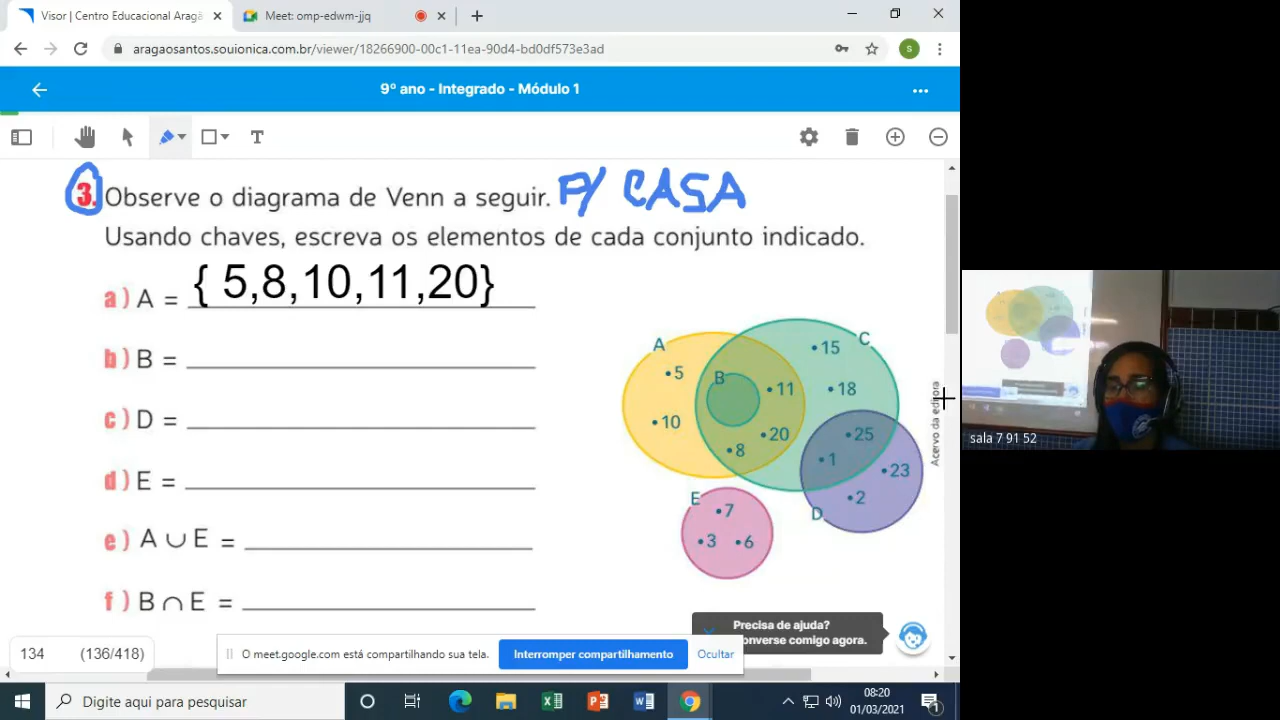 Visor | Centro Educacional Aragã
Meet: omp-edwm-jjq
aragaosantos.souionica.com.br/viewer/18266900-00c1-11ea-90d4-bd0df573e3ad
s
9º ano - Integrado - Módulo 1
T
3. Observe o diagrama de Venn a seguir. P/ CASA
Usando chaves, escreva os elementos de cada conjunto indicado.
a) A = { 5,8,10,11,20}
b) B =
c) D =
d) E =
e) A ∪ E =
f) B ∩ E =
A
C
•15
•5
B
•11
•18
•10
•20
•25
•8
•1
•23
E
•7
•2
D
•3 •6
Acervo da editora
sala 7 91 52
Precisa de ajuda?
onverse comigo agora.
134 (136/418)
O meet.google.com está compartilhando sua tela.
Interromper compartilhamento
Ocultar
Digite aqui para pesquisar
08:20
01/03/2021
1